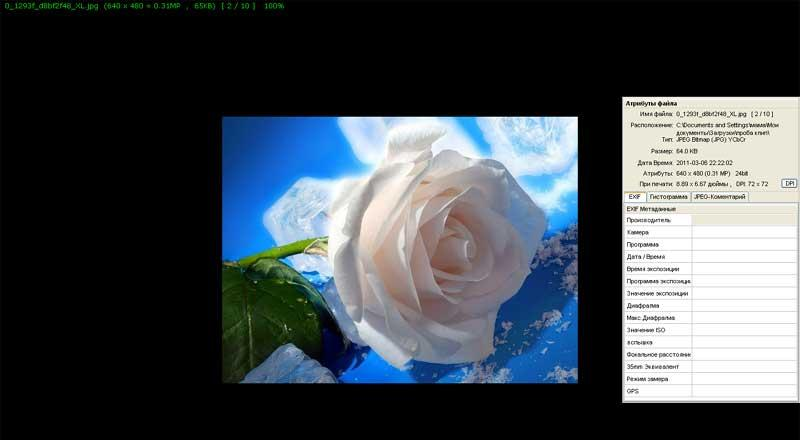 0_1293f_d8bf2f48_XL.jpg (640 x 480 = 0.31MP , 65KB) [ 2 / 10 ] 100%
Атрибуты файла
Имя файла: 0_1293f_d8bf2f48_XL.jpg [ 2 / 10 ]
Расположение: C:\Documents and Settings\мама\Мои
документы\Загрузки\проба клип\
Тип: JPEG Bitmap (JPG) YCbCr
Размер: 64.0 KB
Дата Время: 2011-03-06 22:22:02
Атрибуты: 640 x 480 (0.31 MP) 24bit
При печати: 8.89 x 6.67 дюймы , DPI: 72 x 72 DPI
EXIF Гистограмма JPEG-Коментарий
EXIF Метаданные
Производитель
Камера
Программа
Дата / Время
Время экспозиции
Программа экспозици
Значение экспозиции
Диафрагма
Макс.Диафрагма
Значение ISO
вспышка
Фокальное расстояни
35mm Эквивалент
Режим замера
GPS